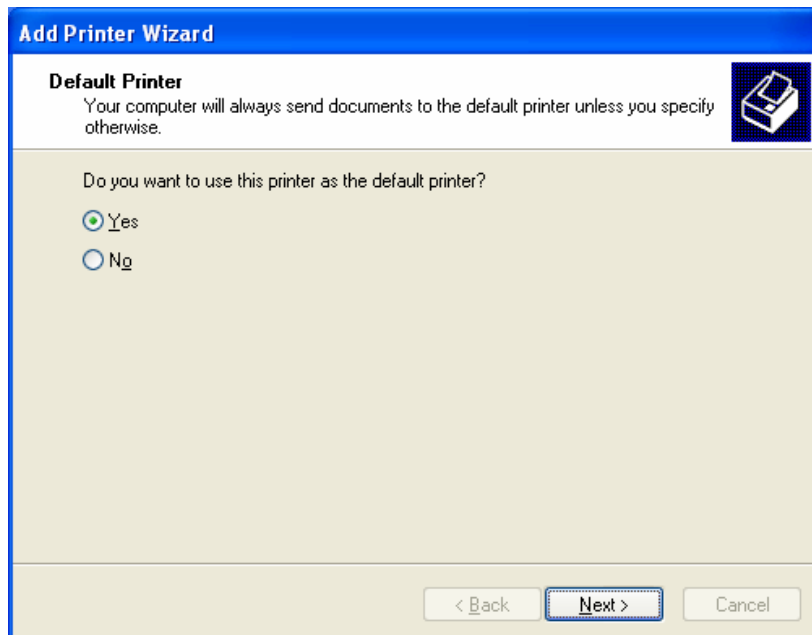 Add Printer Wizard
Default Printer
Your computer will always send documents to the default printer unless you specify
otherwise.
Do you want to use this printer as the default printer?
Yes
No
< Back
Next >
Cancel